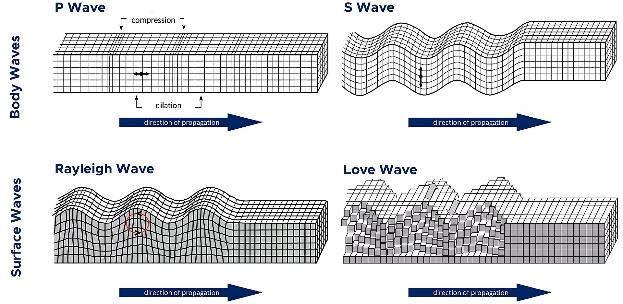 Body Waves
P Wave
compression
dilation
direction of propagation
S Wave
direction of propagation
Surface Waves
Rayleigh Wave
direction of propagation
Love Wave
direction of propagation